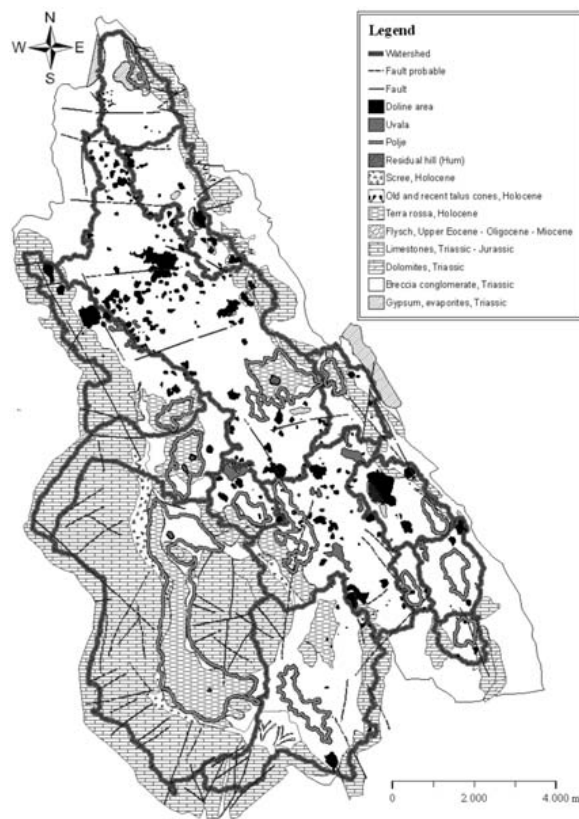 N
W E
S
Legend
Watershed
Fault probable
Fault
Doline area
Uvala
Polje
Residual hill (Hum)
Scree, Holocene
Old and recent talus cones, Holocene
Terra rossa, Holocene
Flysch, Upper Eocene - Oligocene - Miocene
Limestones, Triassic - Jurassic
Dolomites, Triassic
Breccia conglomerate, Triassic
Gypsum, evaporites, Triassic
0 2.000 4.000 m